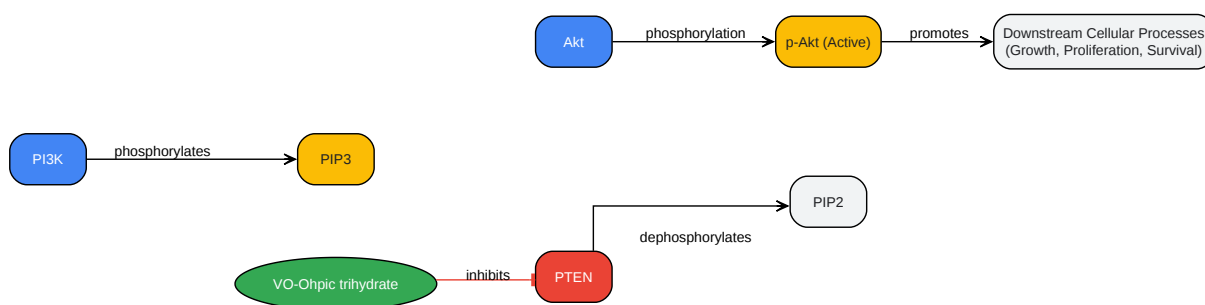 Akt
phosphorylation
p-Akt (Active)
promotes
Downstream Cellular Processes
(Growth, Proliferation, Survival)
PI3K
phosphorylates
PIP3
PIP2
dephosphorylates
VO-Ohpic trihydrate
inhibits
PTEN